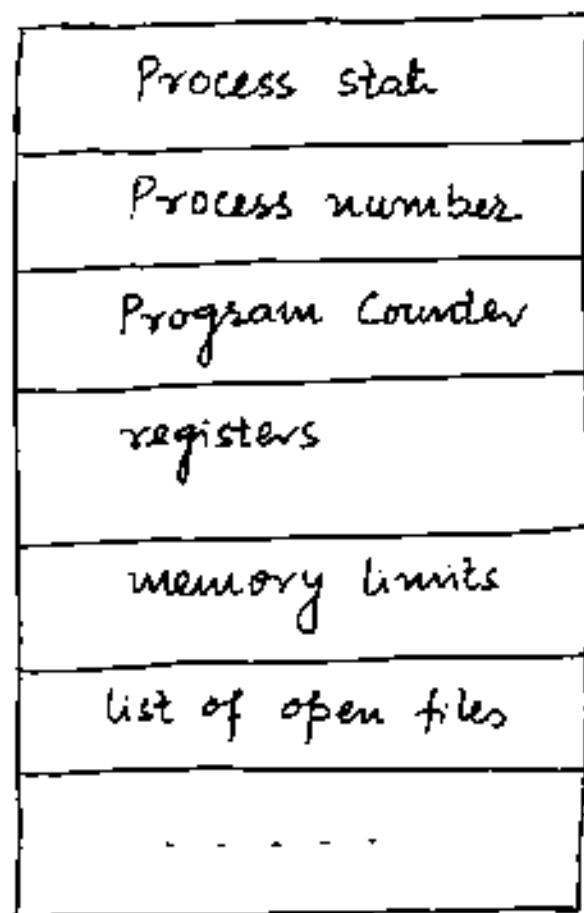 Process stat
Process number
Program Counter
registers
memory limits
list of open files
. . . . .